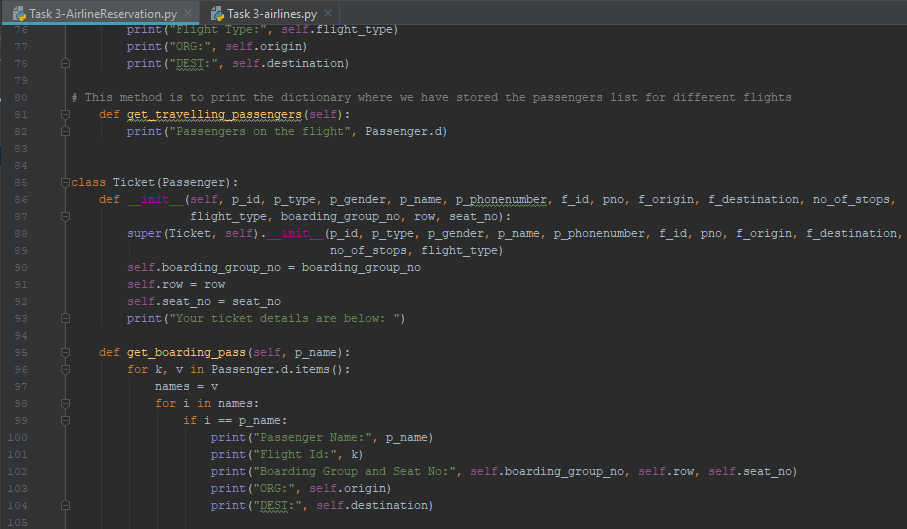 Task 3-AirlineReservation.py × Task 3-airlines.py ×
76 print("Flight Type:", self.flight_type)
77 print("ORG:", self.origin)
78 print("DEST:", self.destination)
79
80 # This method is to print the dictionary where we have stored the passengers list for different flights
81 def get_travelling_passengers(self):
82 print("Passengers on the flight", Passenger.d)
83
84
85 class Ticket(Passenger):
86 def __init__(self, p_id, p_type, p_gender, p_name, p_phonenumber, f_id, pno, f_origin, f_destination, no_of_stops,
87 flight_type, boarding_group_no, row, seat_no):
88 super(Ticket, self).__init__(p_id, p_type, p_gender, p_name, p_phonenumber, f_id, pno, f_origin, f_destination,
89 no_of_stops, flight_type)
90 self.boarding_group_no = boarding_group_no
91 self.row = row
92 self.seat_no = seat_no
93 print("Your ticket details are below: ")
94
95 def get_boarding_pass(self, p_name):
96 for k, v in Passenger.d.items():
97 names = v
98 for i in names:
99 if i == p_name:
100 print("Passenger Name:", p_name)
101 print("Flight Id:", k)
102 print("Boarding Group and Seat No:", self.boarding_group_no, self.row, self.seat_no)
103 print("ORG:", self.origin)
104 print("DEST:", self.destination)
105